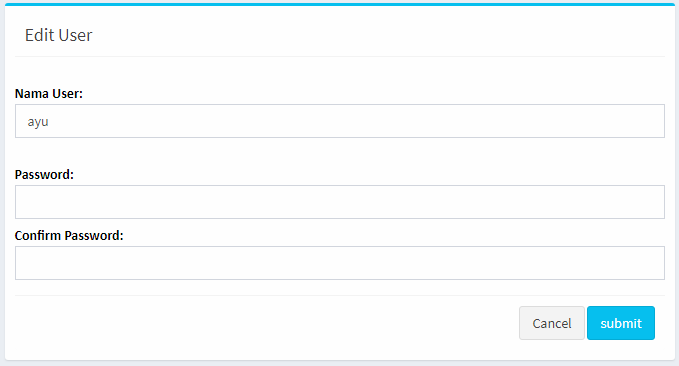 Edit User
Nama User:
ayu
Password:
Confirm Password:
Cancel submit